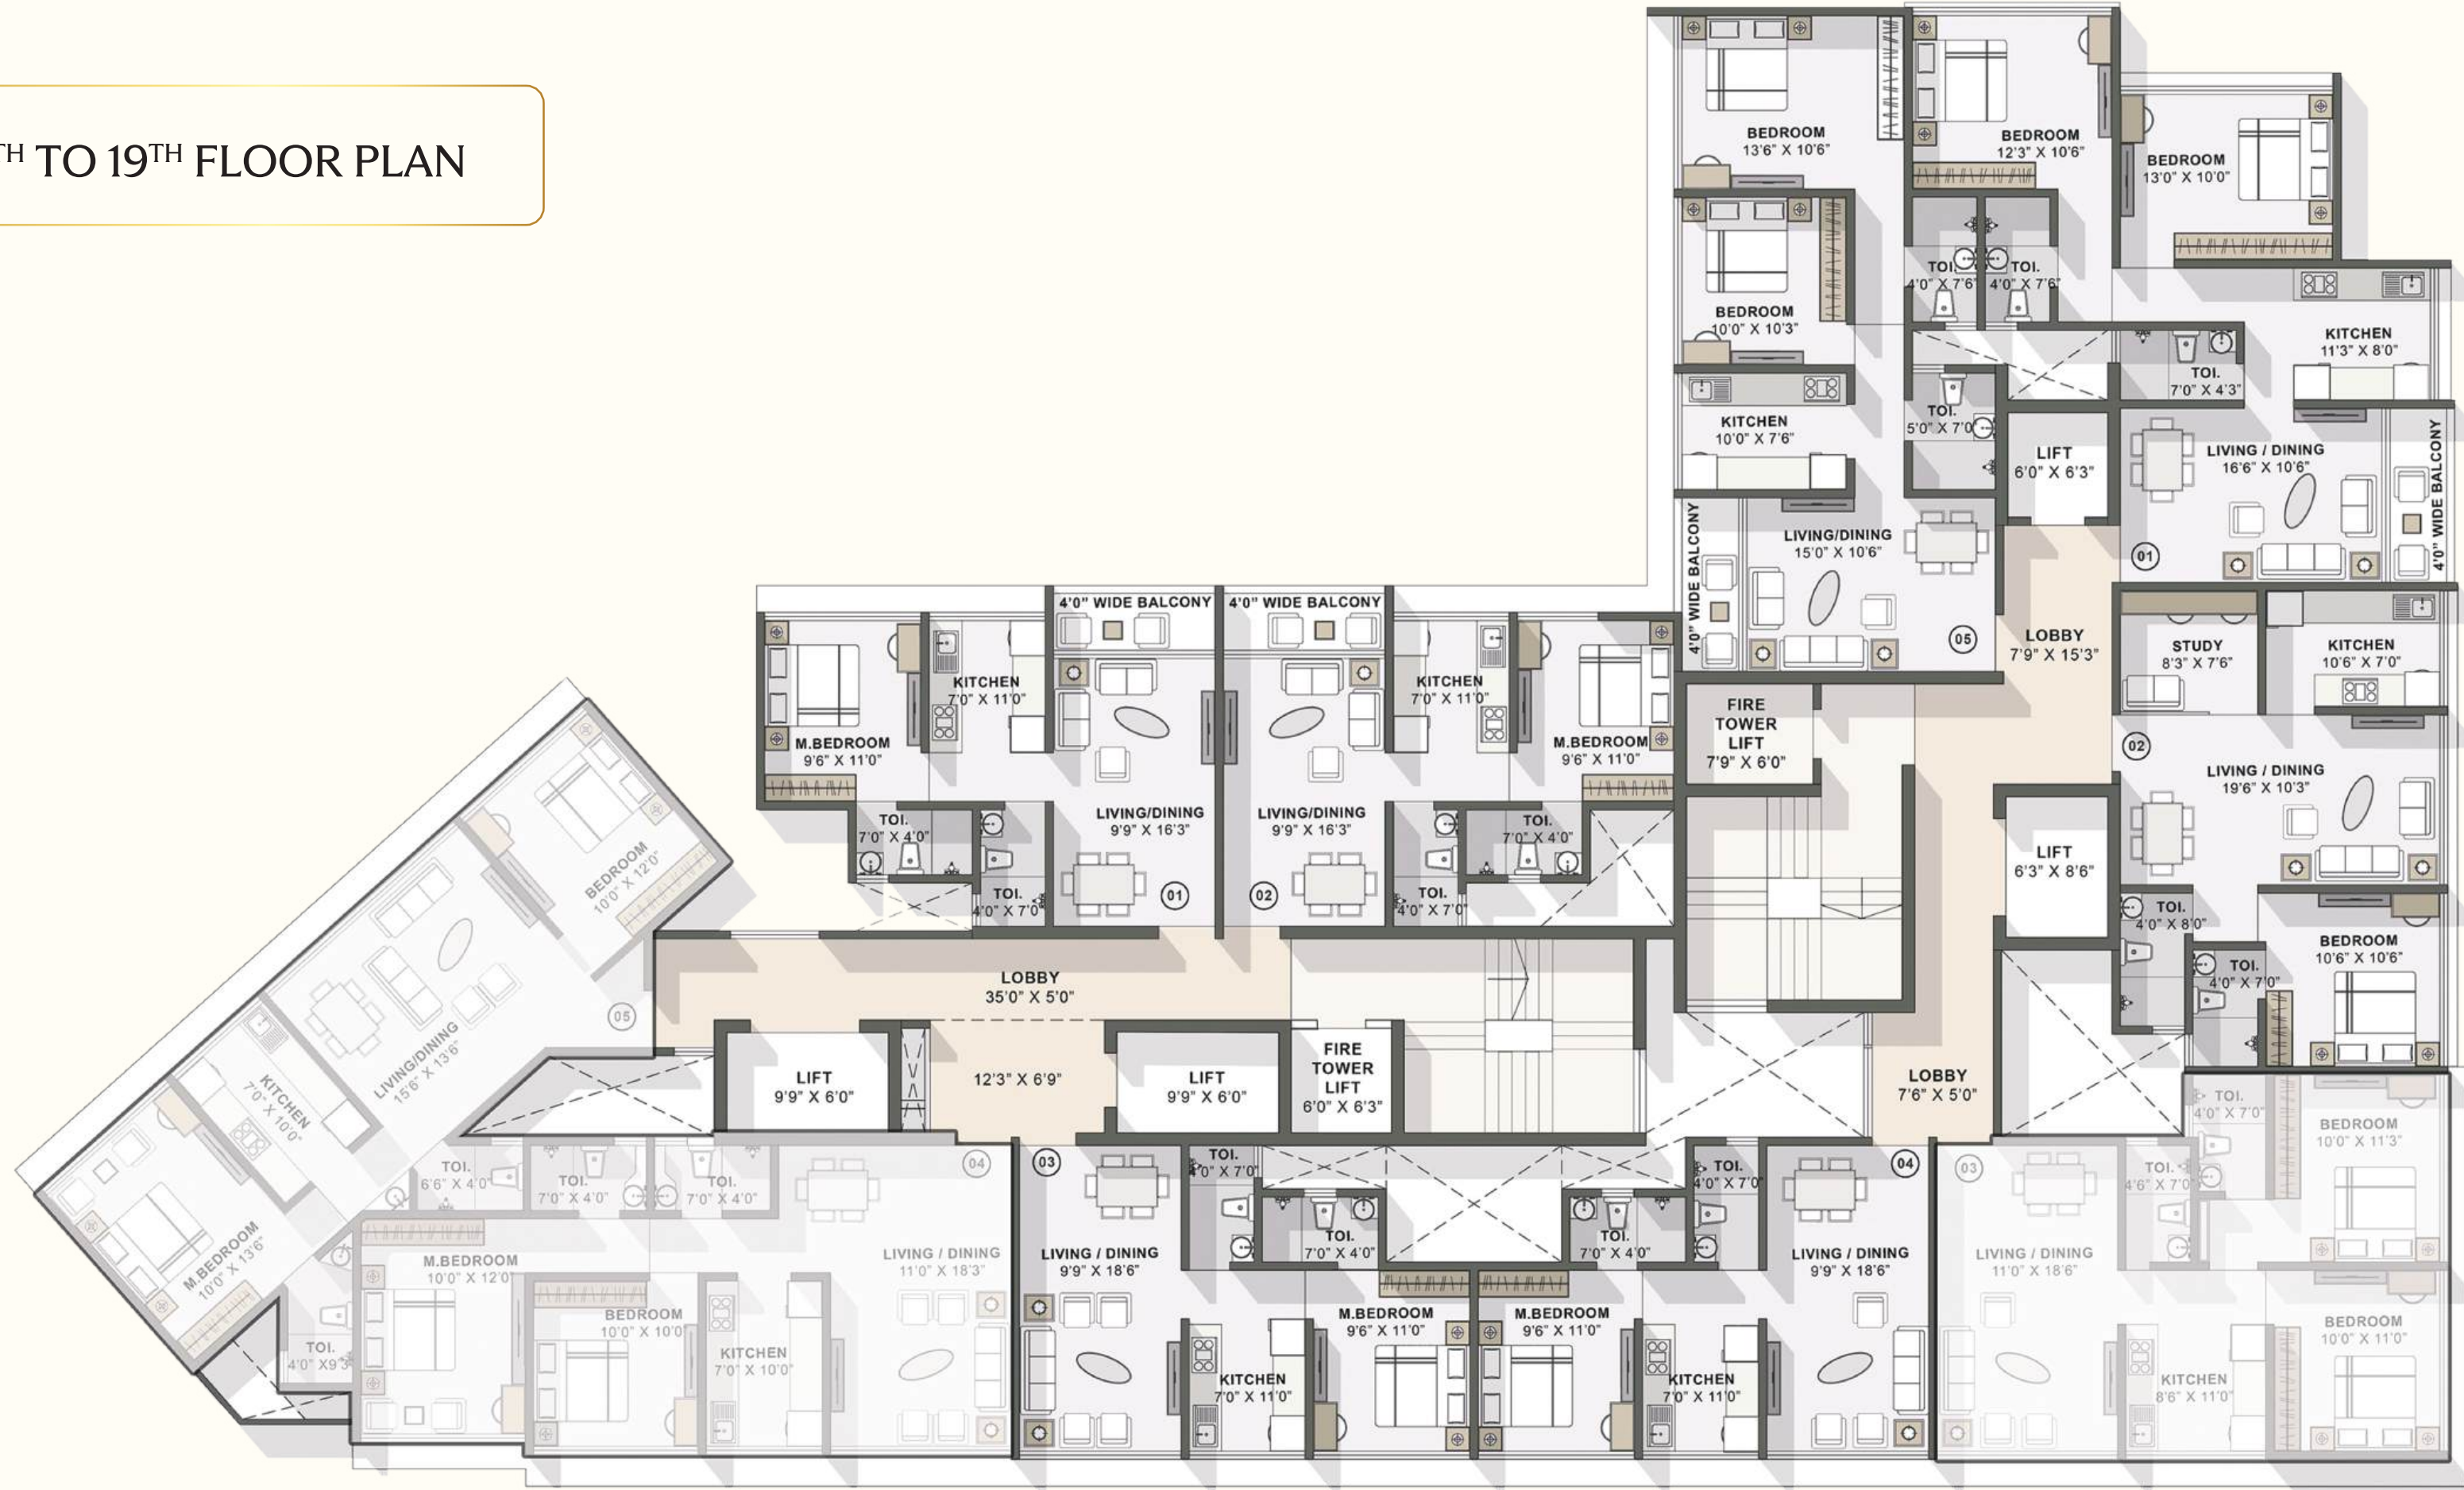 TH TO 19TH FLOOR PLAN
BEDROOM
13'6" X 10'6"
BEDROOM
12'3" X 10'6"
BEDROOM
13'0" X 10'0"
BEDROOM
10'0" X 10'3"
TOI.
4'0" X 7'6"
TOI.
4'0" X 7'6"
KITCHEN
11'3" X 8'0"
TOI.
7'0" X 4'3"
KITCHEN
10'0" X 7'6"
TOI.
5'0" X 7'0"
LIFT
6'0" X 6'3"
LIVING / DINING
16'6" X 10'6"
4'0" WIDE BALCONY
01
4'0" WIDE BALCONY
LIVING/DINING
15'0" X 10'6"
05
LOBBY
7'9" X 15'3"
STUDY
8'3" X 7'6"
KITCHEN
10'6" X 7'0"
02
LIVING / DINING
19'6" X 10'3"
FIRE
TOWER
LIFT
7'9" X 6'0"
LIFT
6'3" X 8'6"
TOI.
4'0" X 8'0"
TOI.
4'0" X 7'0"
BEDROOM
10'6" X 10'6"
LOBBY
7'6" X 5'0"
4'0" WIDE BALCONY
4'0" WIDE BALCONY
M.BEDROOM
9'6" X 11'0"
KITCHEN
7'0" X 11'0"
LIVING/DINING
9'9" X 16'3"
01
TOI.
7'0" X 4'0"
TOI.
4'0" X 7'0"
LIVING/DINING
9'9" X 16'3"
02
KITCHEN
7'0" X 11'0"
M.BEDROOM
9'6" X 11'0"
TOI.
7'0" X 4'0"
TOI.
4'0" X 7'0"
LOBBY
35'0" X 5'0"
LIFT
9'9" X 6'0"
12'3" X 6'9"
LIFT
9'9" X 6'0"
FIRE
TOWER
LIFT
6'0" X 6'3"
BEDROOM
10'0" X 12'0"
LIVING/DINING
15'6" X 13'6"
05
KITCHEN
7'0" X 10'0"
M.BEDROOM
10'0" X 13'6"
TOI.
6'6" X 4'0"
TOI.
4'0" X9'3"
TOI.
7'0" X 4'0"
TOI.
7'0" X 4'0"
04
M.BEDROOM
10'0" X 12'0"
BEDROOM
10'0" X 10'0"
KITCHEN
7'0" X 10'0"
LIVING / DINING
11'0" X 18'3"
03
LIVING / DINING
9'9" X 18'6"
TOI.
4'0" X 7'0"
TOI.
7'0" X 4'0"
KITCHEN
7'0" X 11'0"
M.BEDROOM
9'6" X 11'0"
M.BEDROOM
9'6" X 11'0"
TOI.
7'0" X 4'0"
TOI.
4'0" X 7'0"
KITCHEN
7'0" X 11'0"
04
LIVING / DINING
9'9" X 18'6"
03
LIVING / DINING
11'0" X 18'6"
TOI.
4'6" X 7'0"
TOI.
4'0" X 7'0"
BEDROOM
10'0" X 11'3"
KITCHEN
8'6" X 11'0"
BEDROOM
10'0" X 11'0"